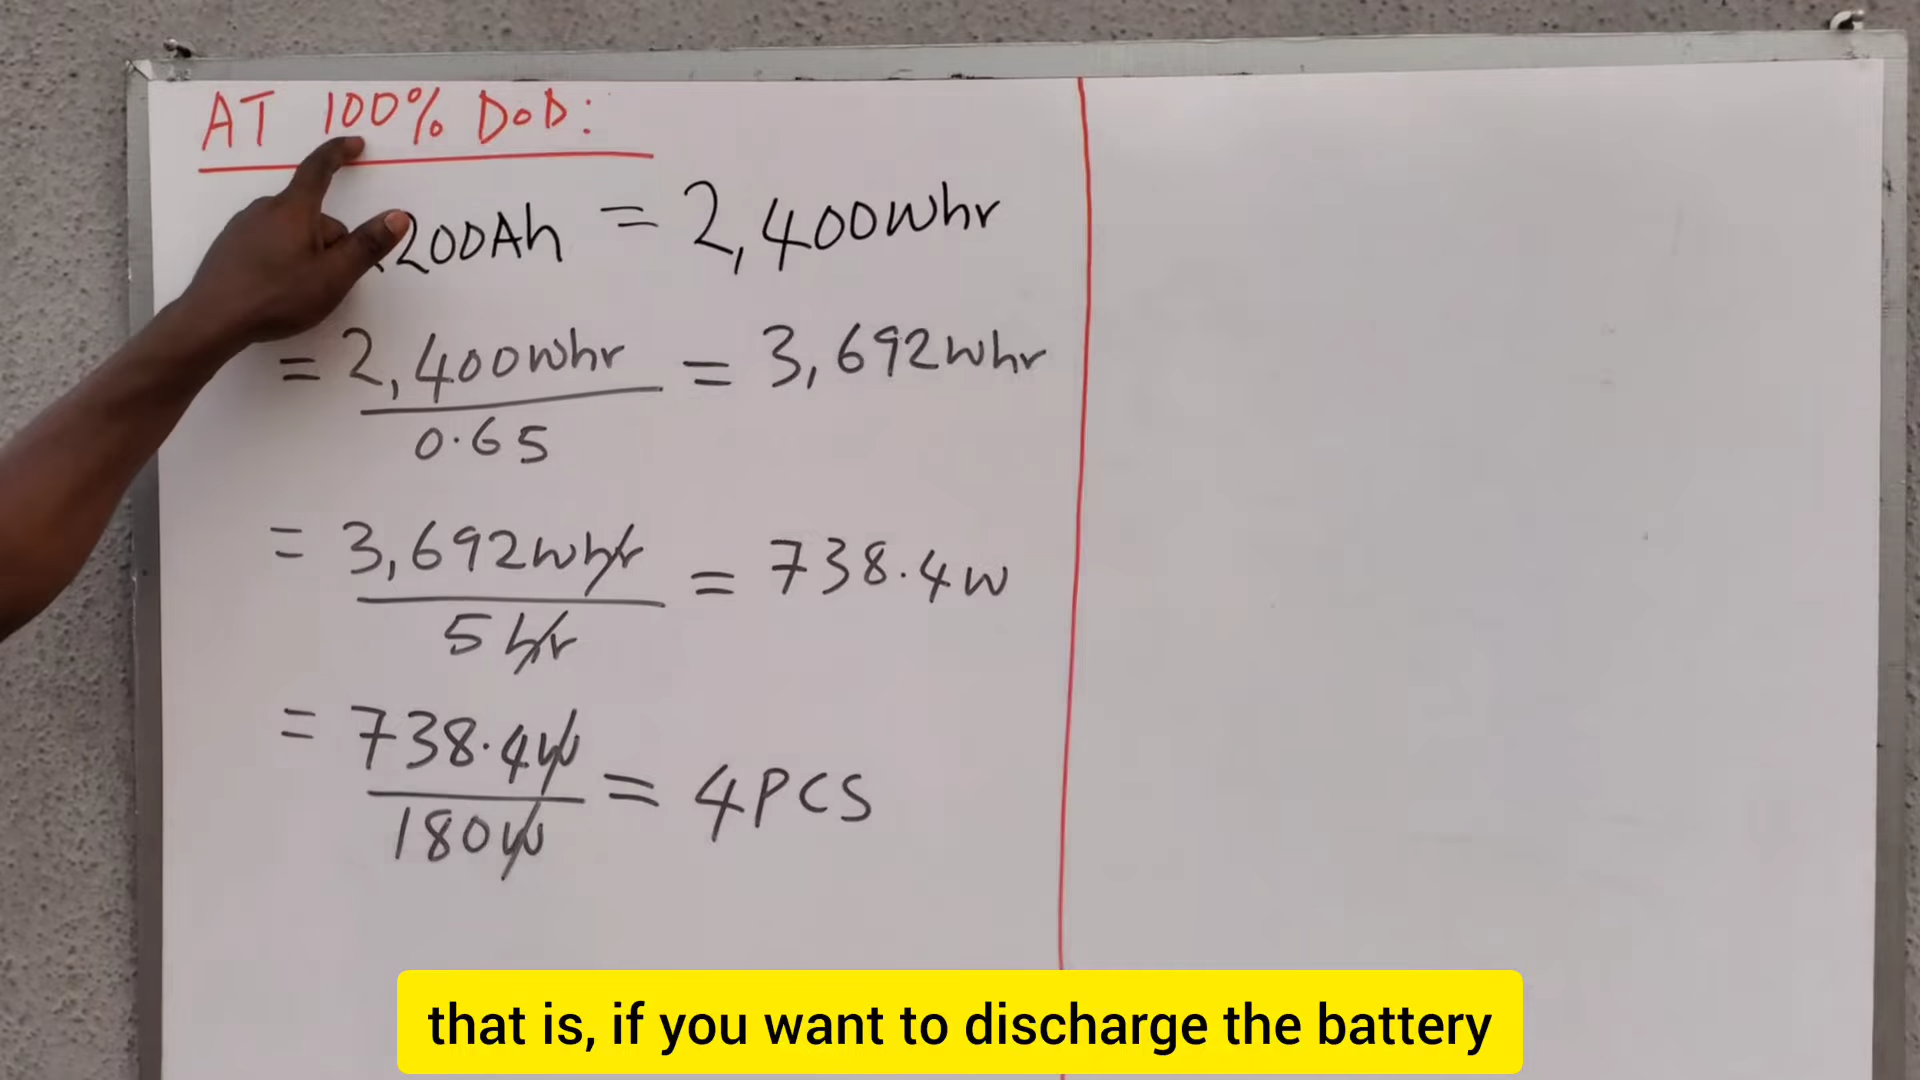 AT 100% DOD:
200Ah = 2,400Whr
= 2,400whr = 3,692whr
0.65
= 3,692whr = 738.4w
5hr
= 738.4w = 4PCS
180w
that is, if you want to discharge the battery